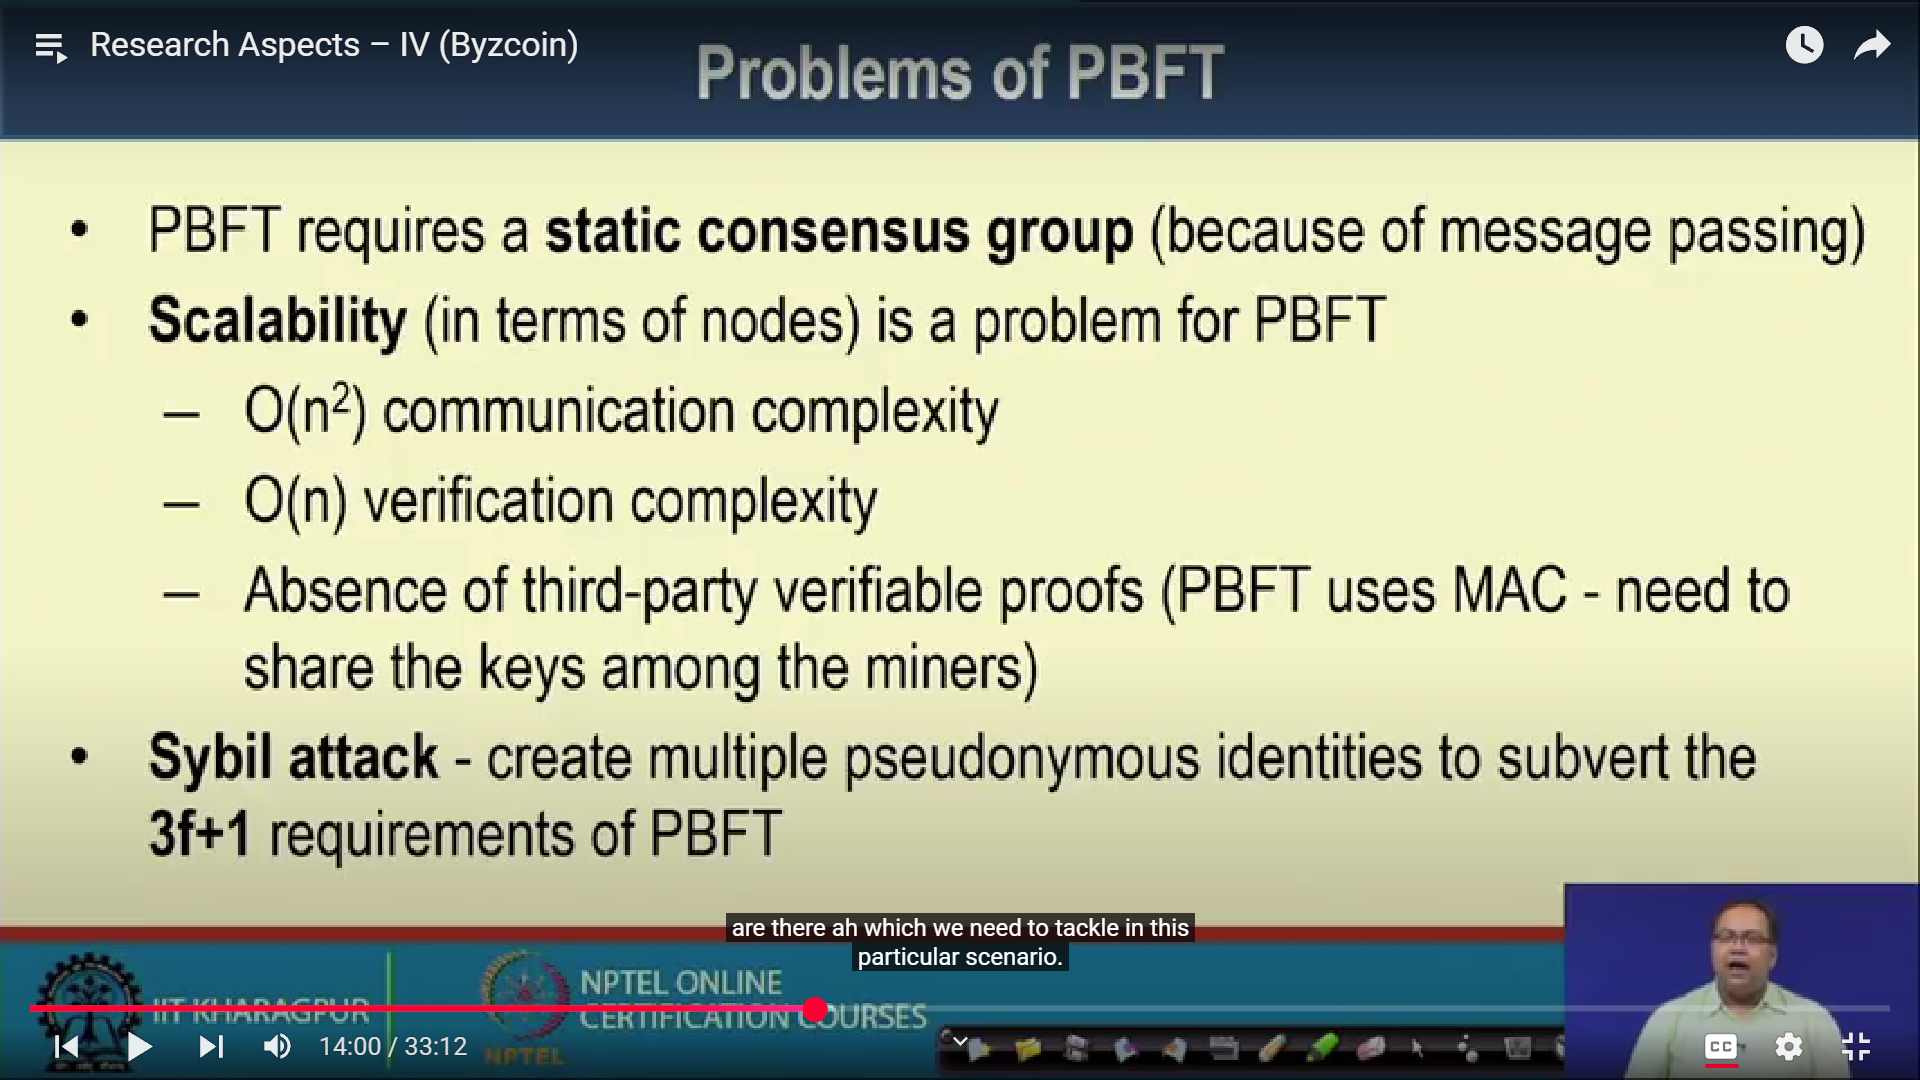 Research Aspects – IV (Byzcoin)
Problems of PBFT
• PBFT requires a static consensus group (because of message passing)
• Scalability (in terms of nodes) is a problem for PBFT
– O(n²) communication complexity
– O(n) verification complexity
– Absence of third-party verifiable proofs (PBFT uses MAC - need to
share the keys among the miners)
• Sybil attack - create multiple pseudonymous identities to subvert the
3f+1 requirements of PBFT
are there ah which we need to tackle in this
particular scenario.
IIT KHARAGPUR
NPTEL
NPTEL ONLINE
CERTIFICATION COURSES
14:00 / 33:12
CC